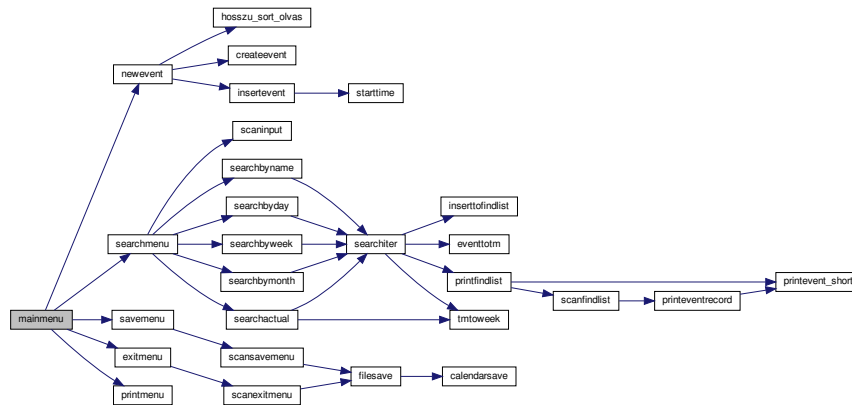 hosszu_sort_olvas
createevent
newevent
insertevent
starttime
scaninput
searchbyname
searchbyday
inserttofindlist
searchmenu
searchbyweek
searchiter
eventtotm
searchbymonth
printfindlist
printevent_short
scanfindlist
printeventrecord
mainmenu
savemenu
searchactual
tmtoweek
exitmenu
scansavemenu
filesave
calendarsave
printmenu
scanexitmenu